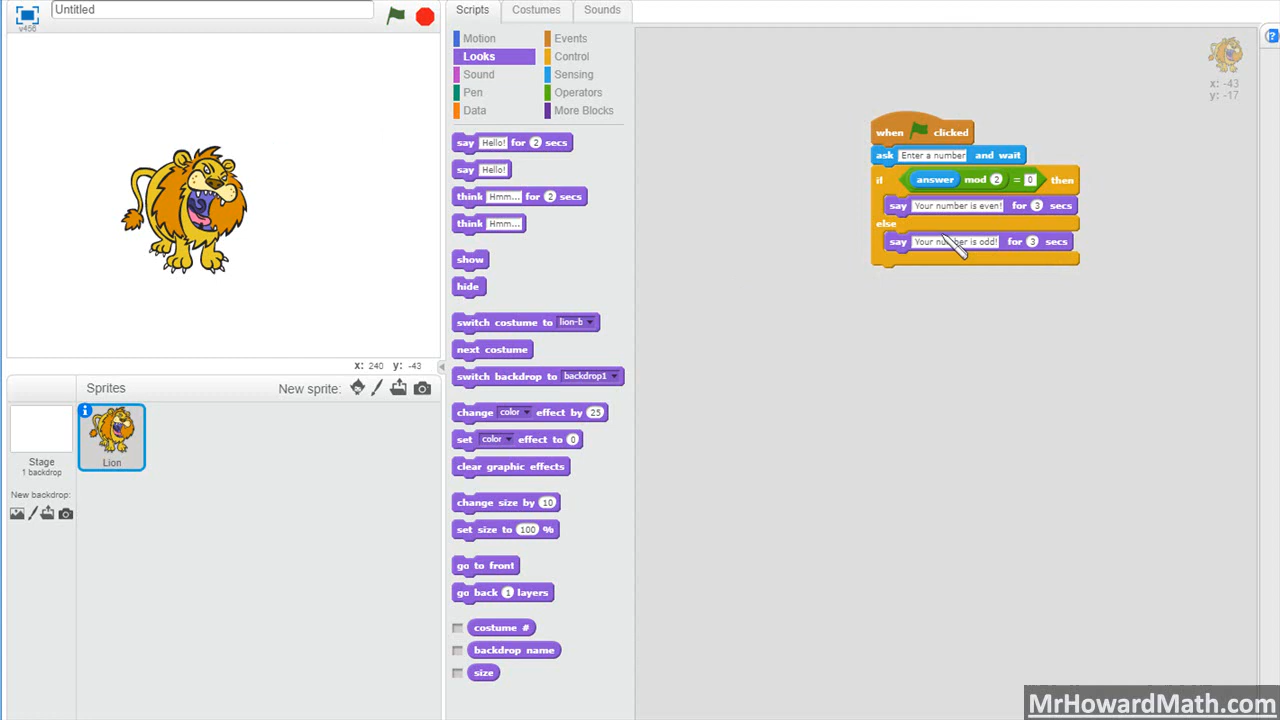 Untitled
v456
x: 240 y: -43
Sprites
New sprite:
Stage
1 backdrop
New backdrop:
i
Lion
Scripts
Costumes
Sounds
Motion
Looks
Sound
Pen
Data
Events
Control
Sensing
Operators
More Blocks
say Hello! for 2 secs
say Hello!
think Hmm... for 2 secs
think Hmm...
show
hide
switch costume to lion-b
next costume
switch backdrop to backdrop1
change color effect by 25
set color effect to 0
clear graphic effects
change size by 10
set size to 100 %
go to front
go back 1 layers
costume #
backdrop name
size
when clicked
ask Enter a number and wait
if answer mod 2 = 0 then
say Your number is even! for 3 secs
else
say Your number is odd! for 3 secs
?
x: -43
y: -17
MrHowardMath.com